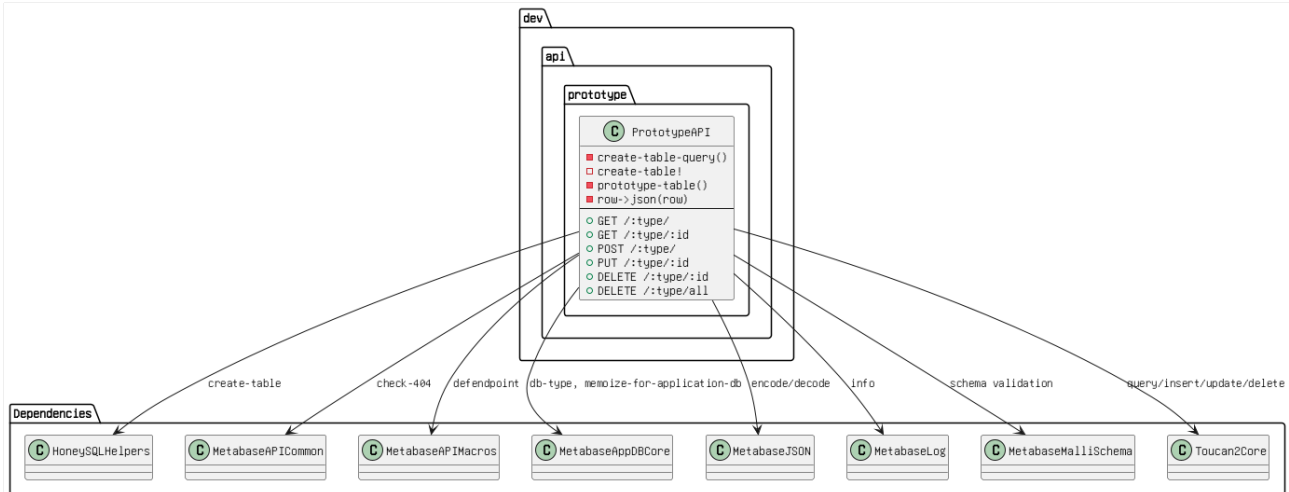 dev
api
prototype
C PrototypeAPI
create-table-query()
create-table!
prototype-table()
row->json(row)
GET /:type/
GET /:type/:id
POST /:type/
PUT /:type/:id
DELETE /:type/:id
DELETE /:type/all
create-table
check-404
defendpoint
db-type, memoize-for-application-db
encode/decode
info
schema validation
query/insert/update/delete
Dependencies
C HoneySQLHelpers
C MetabaseAPICommon
C MetabaseAPIMacros
C MetabaseAppDBCore
C MetabaseJSON
C MetabaseLog
C MetabaseMalliSchema
C Toucan2Core